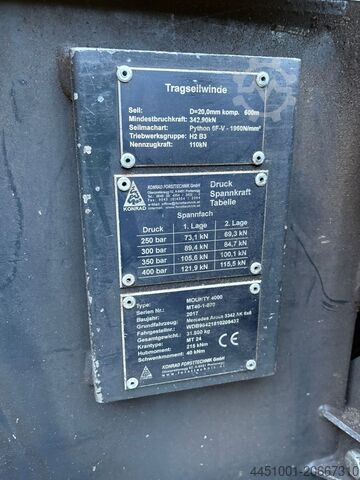 Tragseilwinde
Seil: D=20,0mm komp. 600m
Mindestbruchkraft: 342,90kN
Seilmachart: Python 6F-V - 1960N/mm²
Triebwerksgruppe: H2 B3
Nennzugkraft: 110kN
KONRAD
KONRAD FORSTTECHNIK GmbH
Druck
Spannkraft
Tabelle
Spannfach
Druck 1. Lage 2. Lage
250 bar 73,1 kN 69,3 kN
300 bar 89,4 kN 84,7 kN
350 bar 105,6 kN 100,1 kN
400 bar 121,9 kN 115,5 kN
Type: MOUNTY 4000
Serien Nr.: MT40-1-070
Baujahr: 2017
Grundfahrzeug: Mercedes Arocs 3342 AK 6x6
Fahrgestellnr.:
Gesamtgewicht: 31.500 kg
Krantype: MT 24
Hubmoment: 215 kNm
Schwenkmoment: 40 kNm
KONRAD FORSTTECHNIK GmbH
CE
KONRAD
4451001-20667310